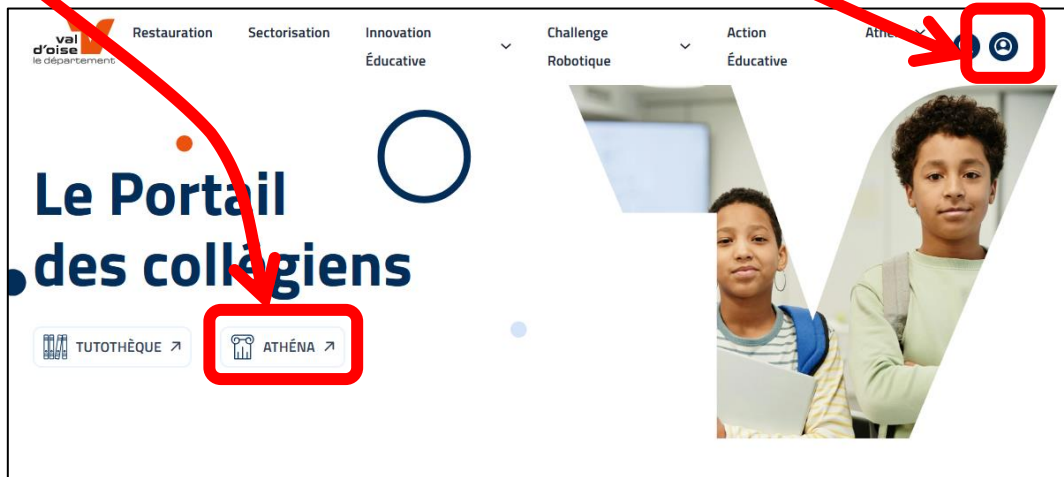 val
d'oise
le département
Restauration
Sectorisation
Innovation
Éducative
Challenge
Robotique
Action
Éducative
Le Portail
des collégiens
TUTOTHÈQUE
ATHÉNA